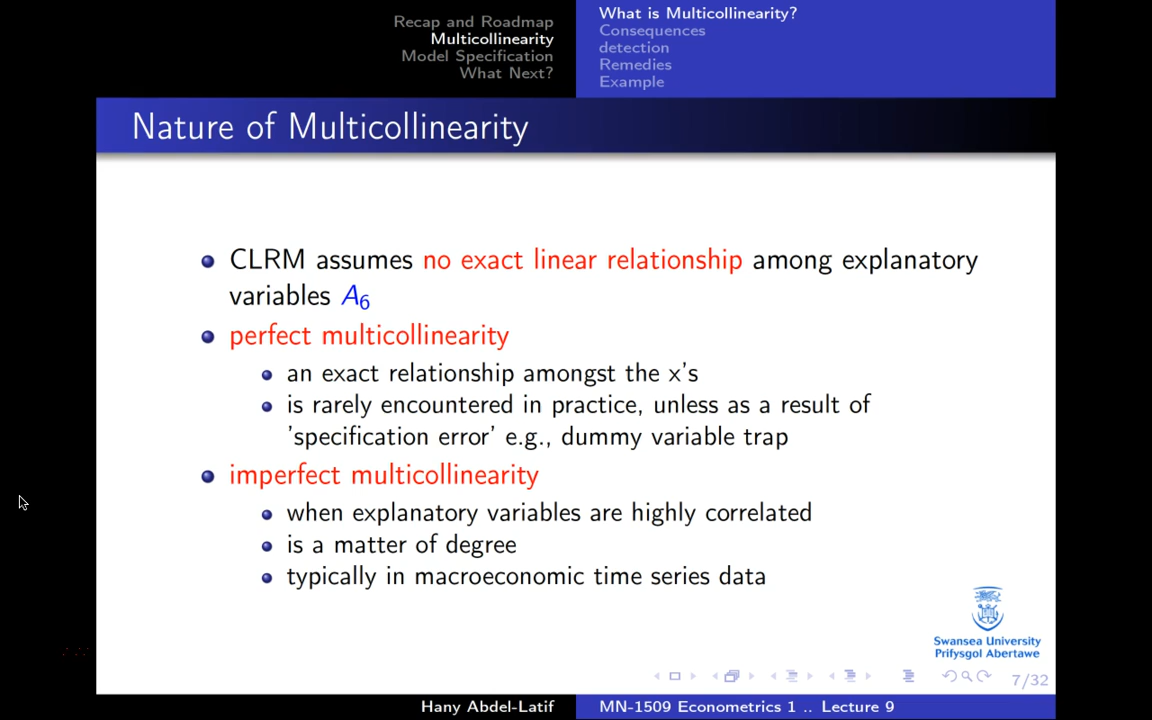 Recap and Roadmap
Multicollinearity
Model Specification
What Next?
What is Multicollinearity?
Consequences
detection
Remedies
Example
Nature of Multicollinearity
CLRM assumes no exact linear relationship among explanatory
variables A6
perfect multicollinearity
an exact relationship amongst the x's
is rarely encountered in practice, unless as a result of
'specification error' e.g., dummy variable trap
imperfect multicollinearity
when explanatory variables are highly correlated
is a matter of degree
typically in macroeconomic time series data
Swansea University
Prifysgol Abertawe
7/32
Hany Abdel-Latif
MN-1509 Econometrics 1 .. Lecture 9